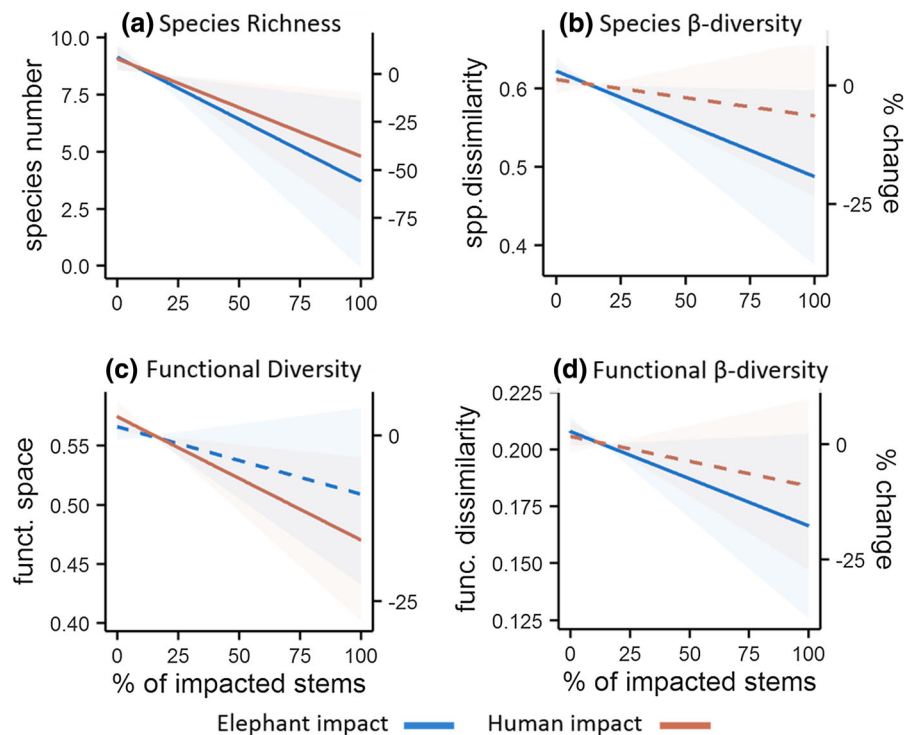 (a) Species Richness
species number
10.0
7.5
5.0
2.5
0.0
0
-25
-50
-75
0 25 50 75 100
(b) Species β-diversity
spp.dissimilarity
0.6
0.5
0.4
0
-25
% change
0 25 50 75 100
(c) Functional Diversity
funct. space
0.55
0.50
0.45
0.40
0
-25
0 25 50 75 100
% of impacted stems
(d) Functional β-diversity
func. dissimilarity
0.225
0.200
0.175
0.150
0.125
0
-25
% change
0 25 50 75 100
% of impacted stems
Elephant impact Human impact